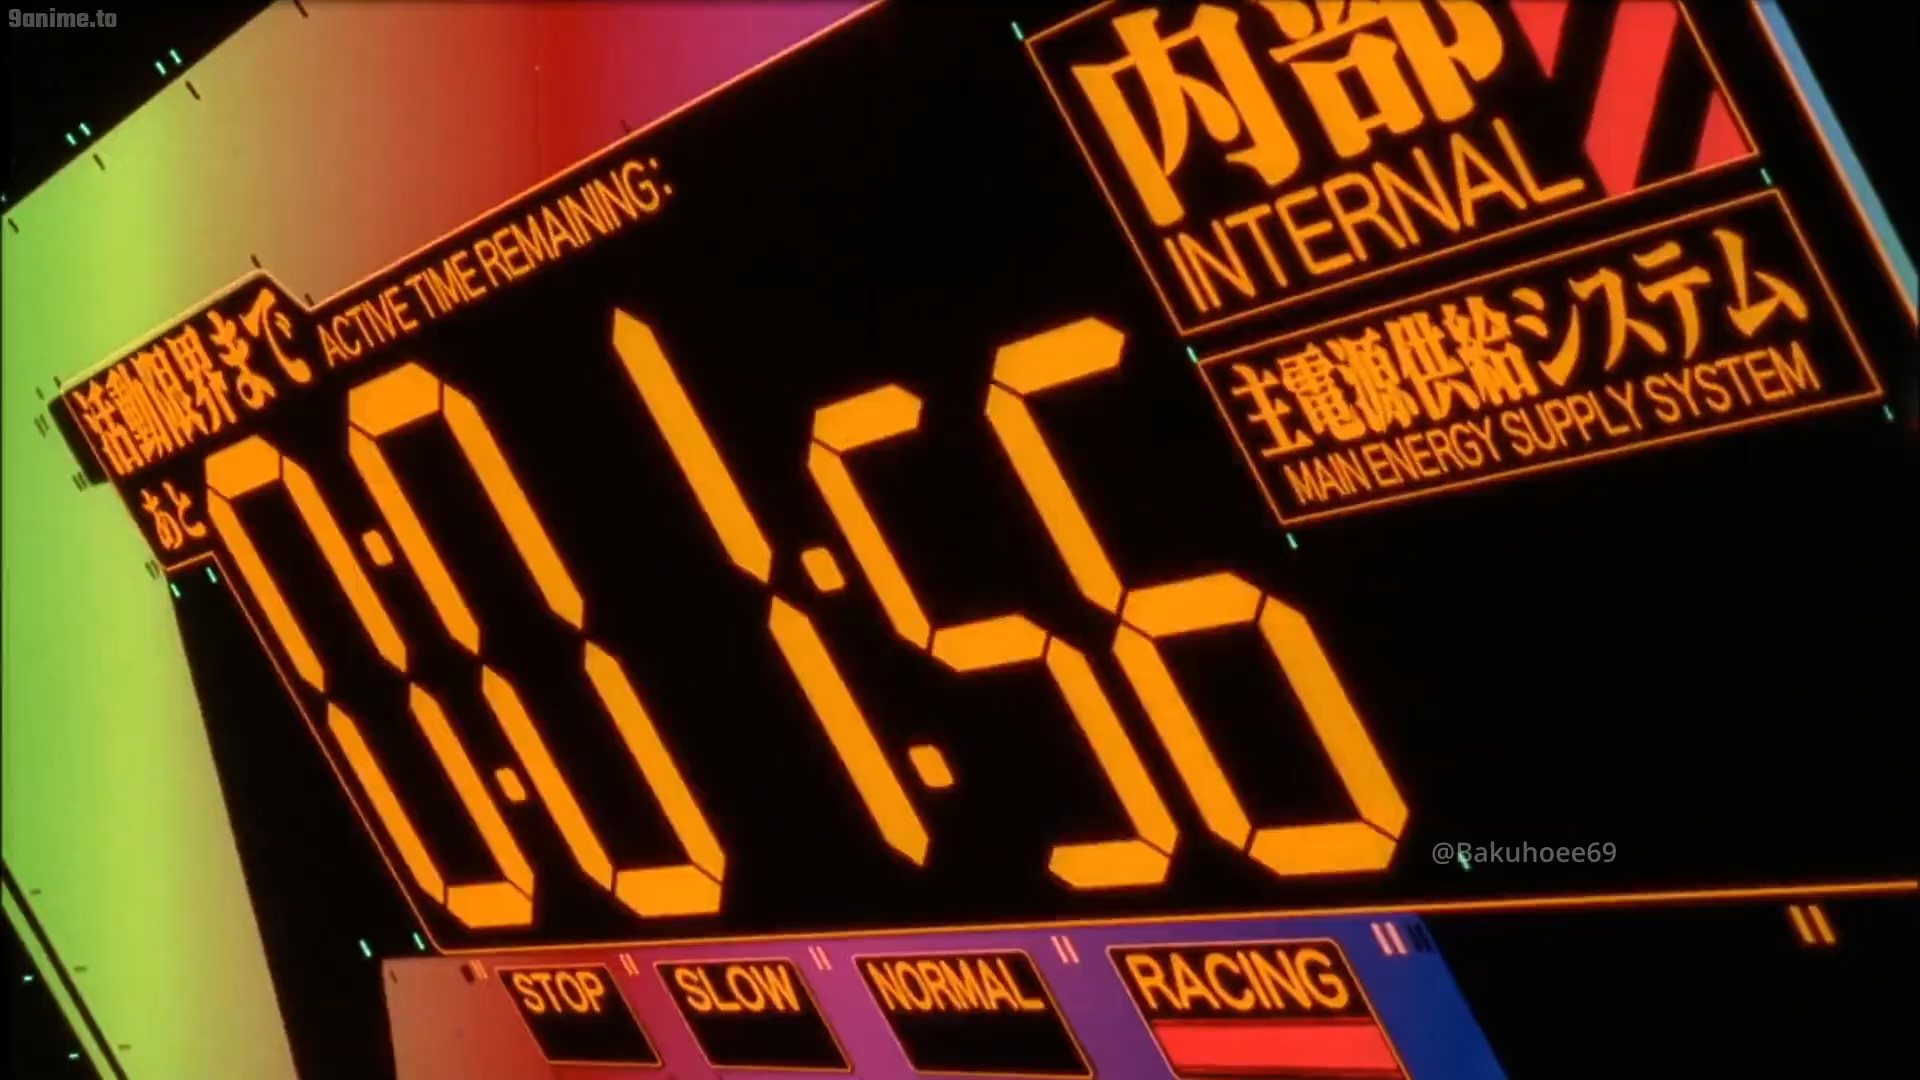 9anime.to
内部
INTERNAL
活動限界まで
ACTIVE TIME REMAINING:
主電源供給システム
MAIN ENERGY SUPPLY SYSTEM
あと
0:01:56
@Bakuhoee69
STOP
SLOW
NORMAL
RACING